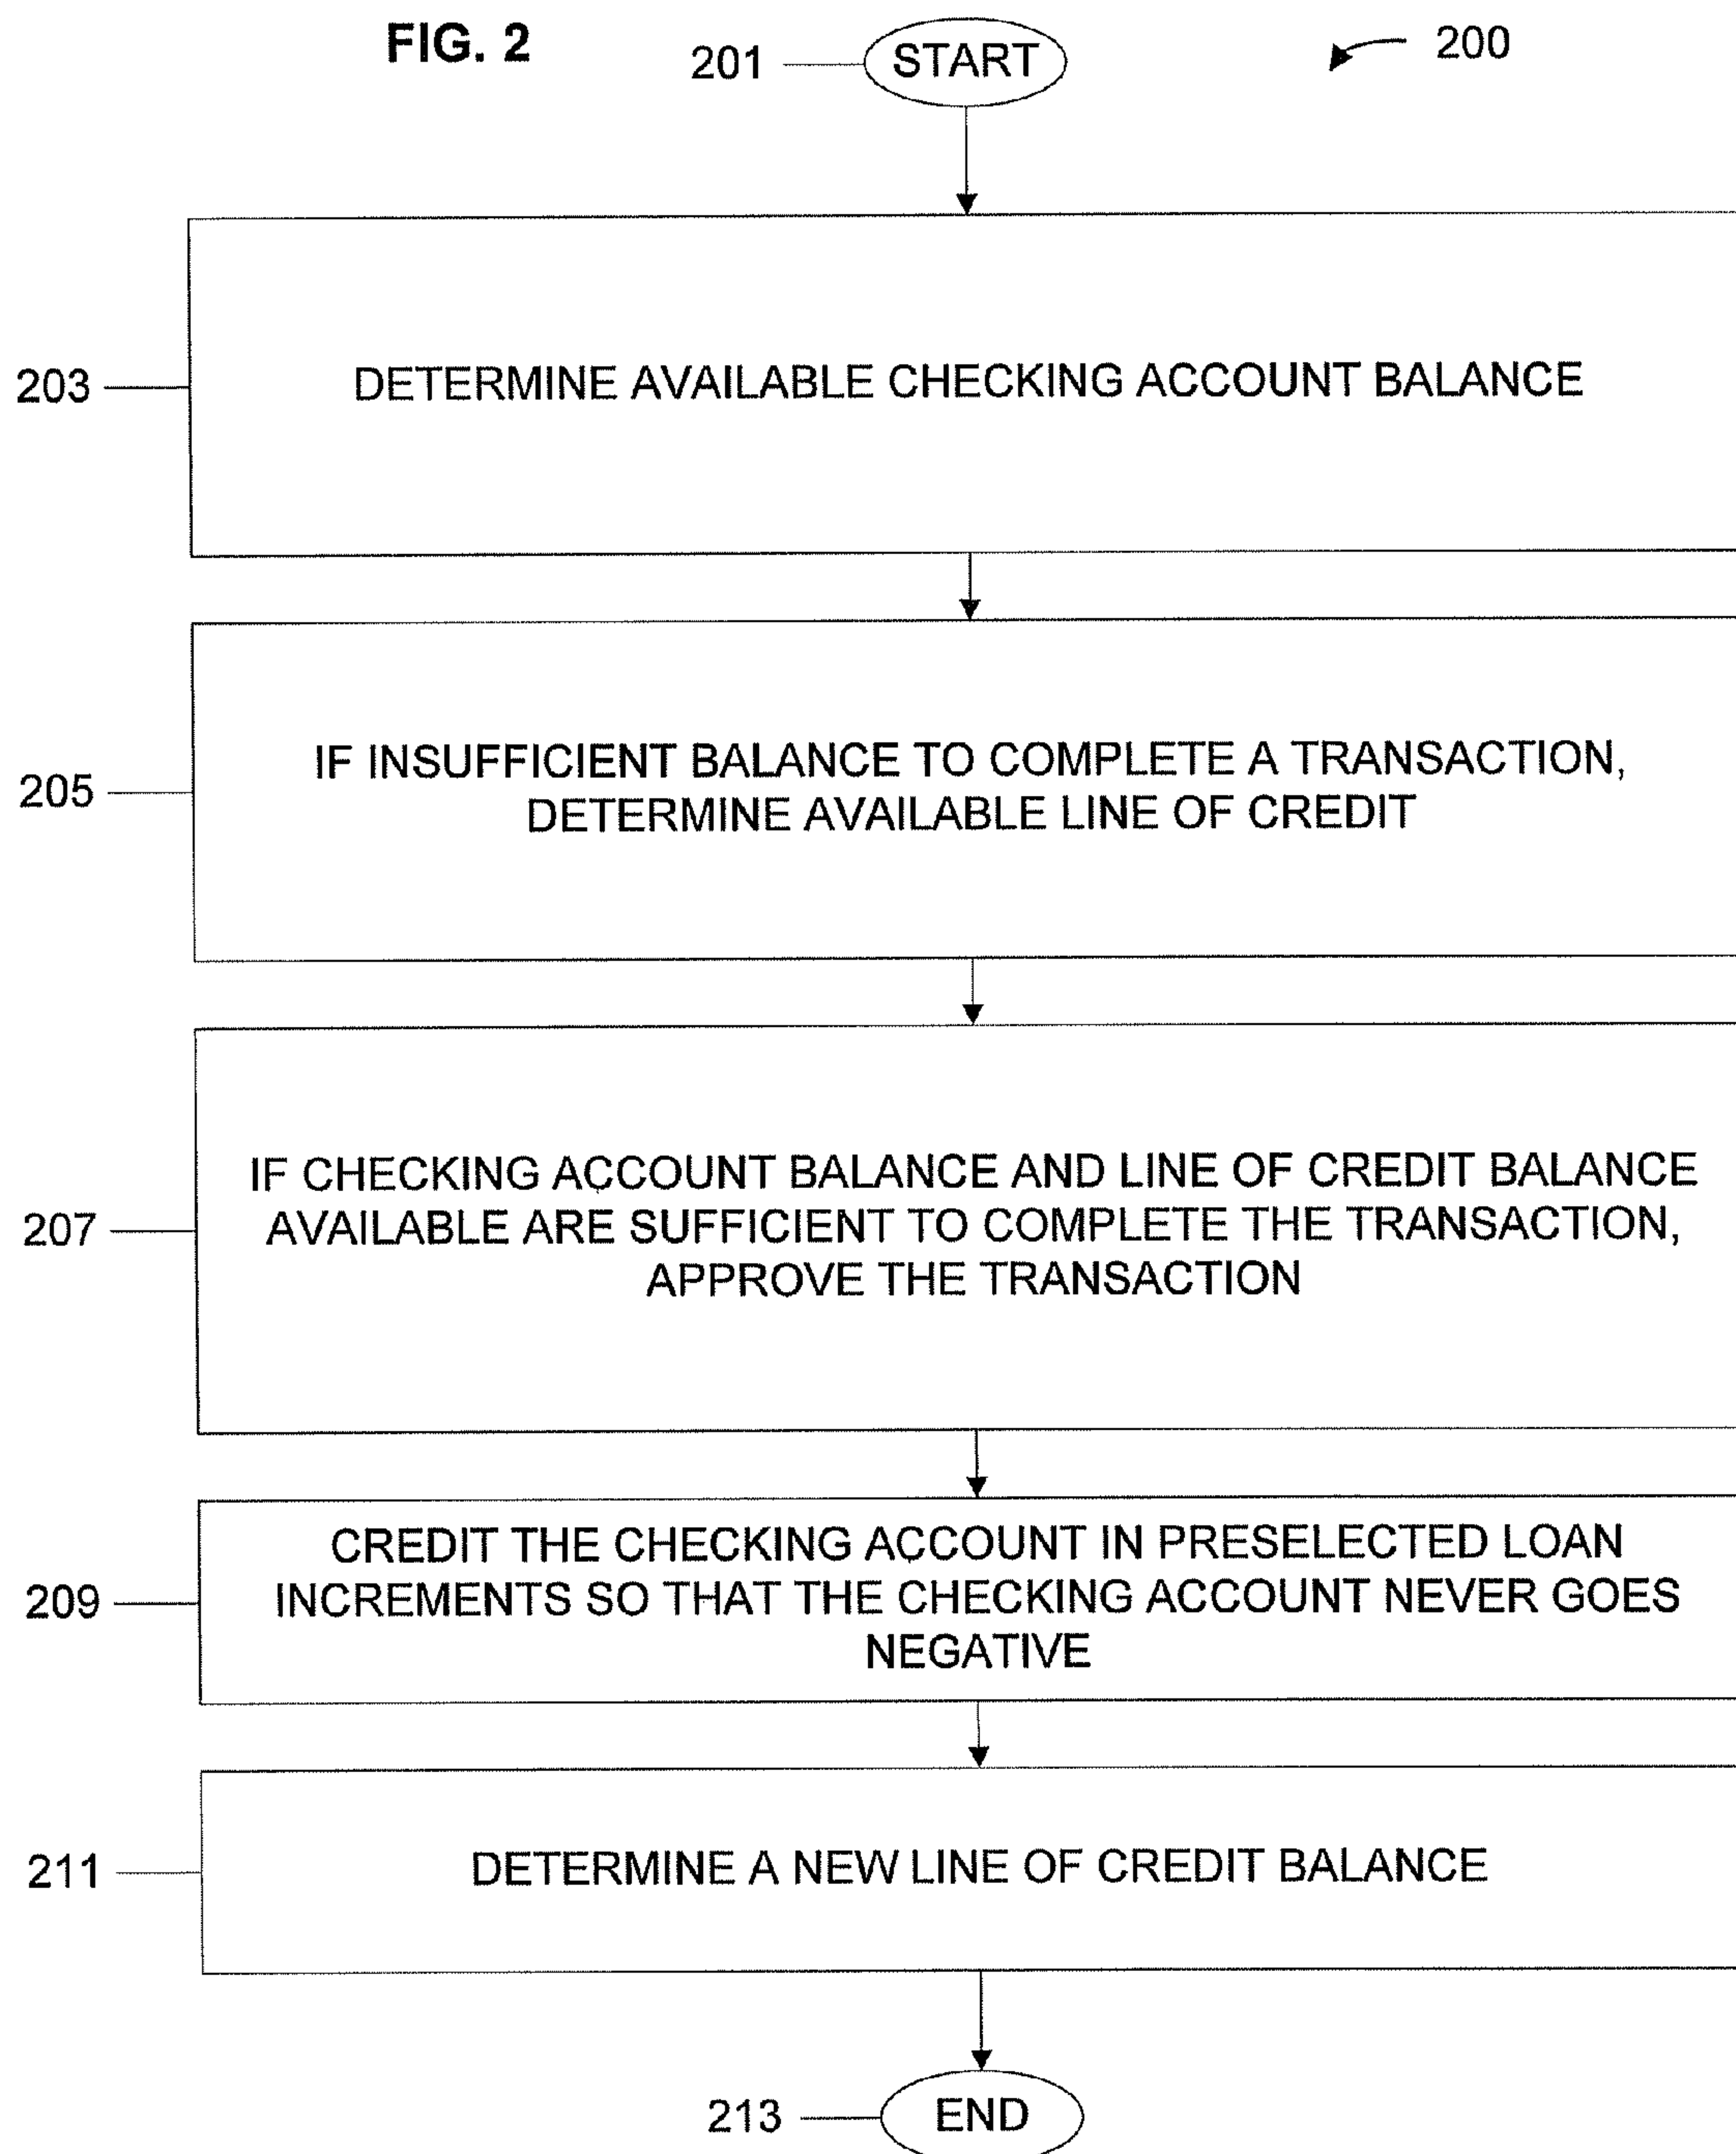 FIG. 2
201
START
200
203
DETERMINE AVAILABLE CHECKING ACCOUNT BALANCE
205
IF INSUFFICIENT BALANCE TO COMPLETE A TRANSACTION,
DETERMINE AVAILABLE LINE OF CREDIT
207
IF CHECKING ACCOUNT BALANCE AND LINE OF CREDIT BALANCE
AVAILABLE ARE SUFFICIENT TO COMPLETE THE TRANSACTION,
APPROVE THE TRANSACTION
209
CREDIT THE CHECKING ACCOUNT IN PRESELECTED LOAN
INCREMENTS SO THAT THE CHECKING ACCOUNT NEVER GOES
NEGATIVE
211
DETERMINE A NEW LINE OF CREDIT BALANCE
213
END